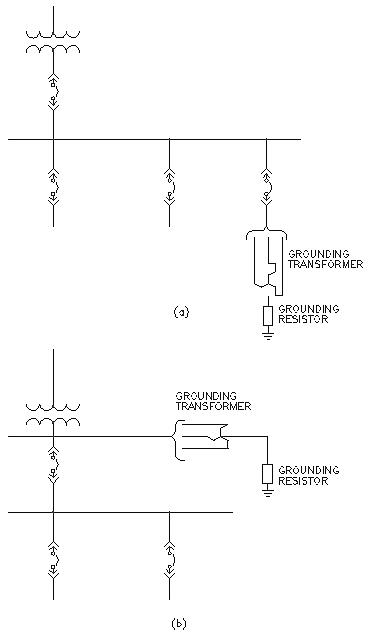 GROUNDING
TRANSFORMER
GROUNDING
RESISTOR
(a)
GROUNDING
TRANSFORMER
GROUNDING
RESISTOR
(b)